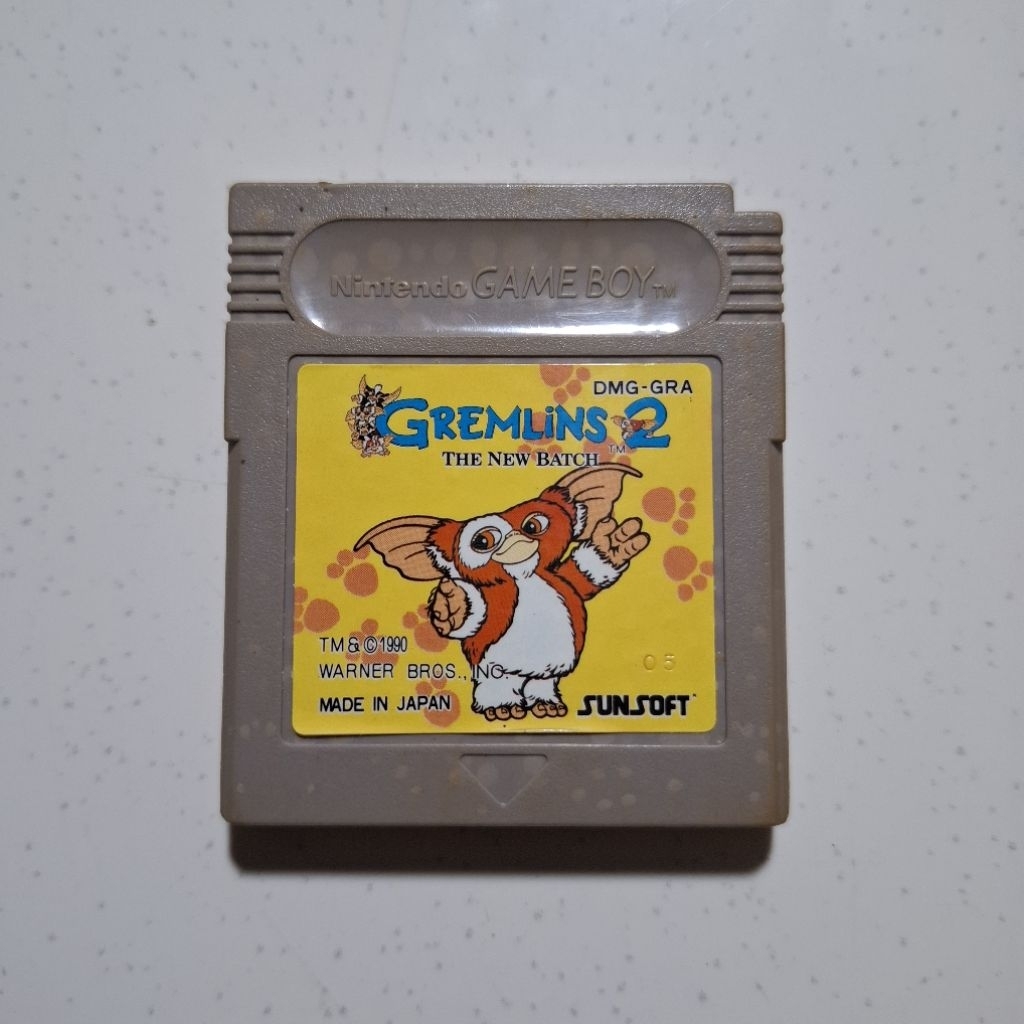 Nintendo GAME BOY TM
DMG-GRA
GREMLiNS 2
TM
THE NEW BATCH
TM & © 1990
WARNER BROS., INC.
05
MADE IN JAPAN
SUNSOFT